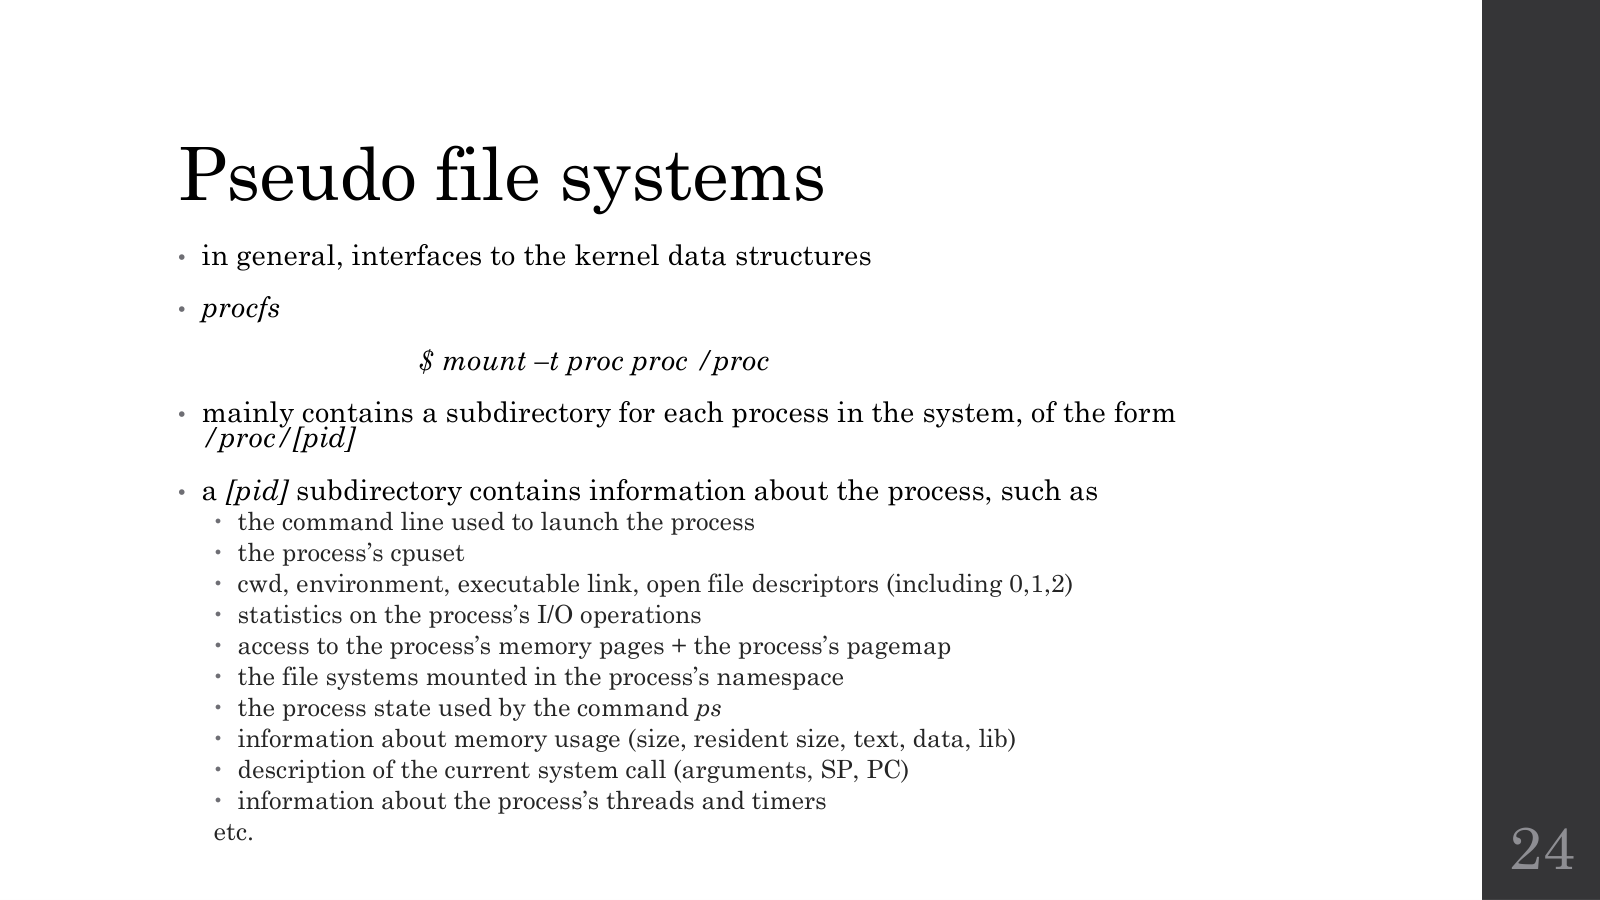 Pseudo file systems
• in general, interfaces to the kernel data structures
• procfs
$ mount –t proc proc /proc
• mainly contains a subdirectory for each process in the system, of the form
/proc/[pid]
• a [pid] subdirectory contains information about the process, such as
• the command line used to launch the process
• the process’s cpuset
• cwd, environment, executable link, open file descriptors (including 0,1,2)
• statistics on the process’s I/O operations
• access to the process’s memory pages + the process’s pagemap
• the file systems mounted in the process’s namespace
• the process state used by the command ps
• information about memory usage (size, resident size, text, data, lib)
• description of the current system call (arguments, SP, PC)
• information about the process’s threads and timers
etc.
24